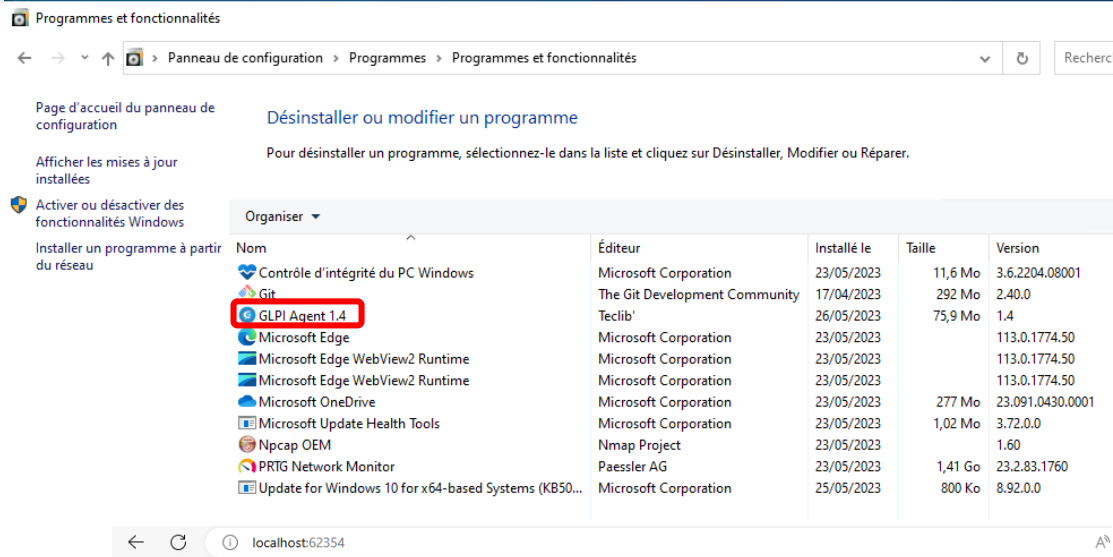 Programmes et fonctionnalités
Panneau de configuration > Programmes > Programmes et fonctionnalités
Page d'accueil du panneau de configuration
Désinstaller ou modifier un programme
Afficher les mises à jour installées
Pour désinstaller un programme, sélectionnez-le dans la liste et cliquez sur Désinstaller, Modifier ou Réparer.
Activer ou désactiver des fonctionnalités Windows
Installer un programme à partir du réseau
Organiser
Nom Éditeur Installé le Taille Version
Contrôle d'intégrité du PC Windows Microsoft Corporation 23/05/2023 11,6 Mo 3.6.2204.08001
Git The Git Development Community 17/04/2023 292 Mo 2.40.0
GLPI Agent 1.4 Teclib' 26/05/2023 75,9 Mo 1.4
Microsoft Edge Microsoft Corporation 23/05/2023 113.0.1774.50
Microsoft Edge WebView2 Runtime Microsoft Corporation 23/05/2023 113.0.1774.50
Microsoft Edge WebView2 Runtime Microsoft Corporation 23/05/2023 113.0.1774.50
Microsoft OneDrive Microsoft Corporation 23/05/2023 277 Mo 23.091.0430.0001
Microsoft Update Health Tools Microsoft Corporation 23/05/2023 1,02 Mo 3.72.0.0
Npcap OEM Nmap Project 23/05/2023 1.60
PRTG Network Monitor Paessler AG 23/05/2023 1,41 Go 23.2.83.1760
Update for Windows 10 for x64-based Systems (KB50... Microsoft Corporation 25/05/2023 800 Ko 8.92.0.0
localhost:62354